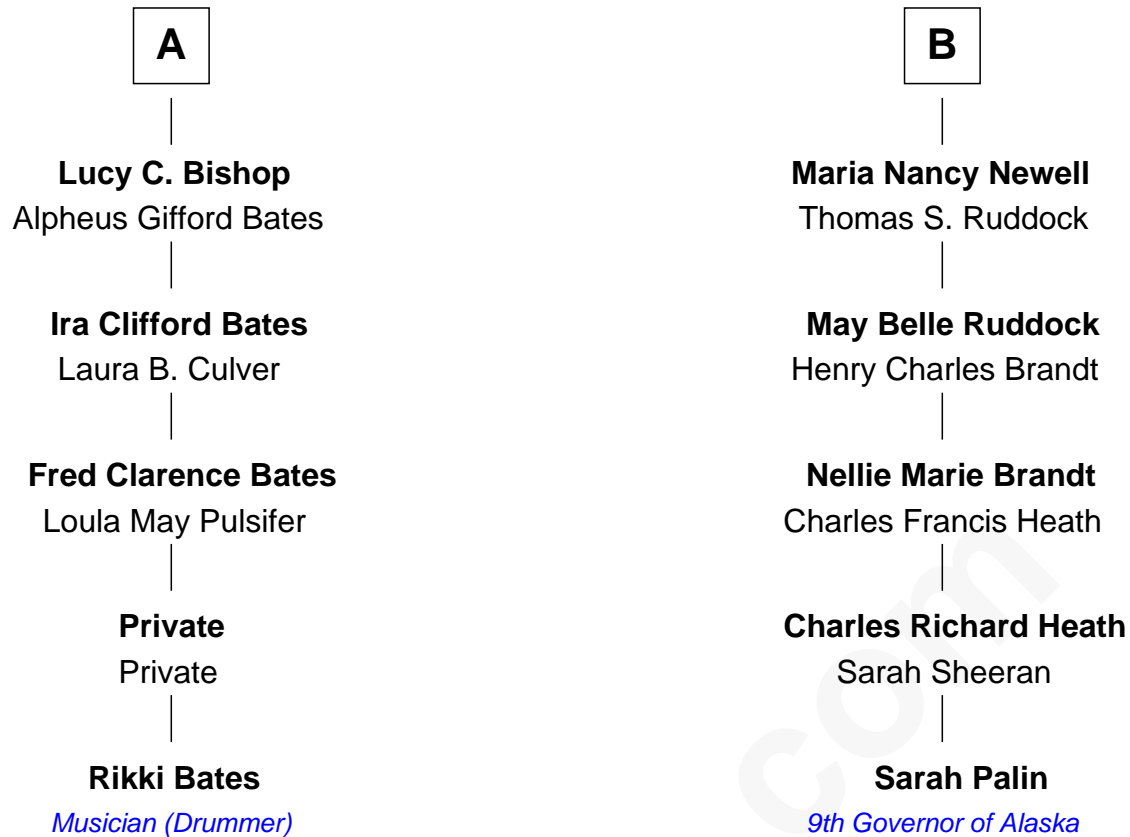 A
Lucy C. Bishop
Alpheus Gifford Bates
Ira Clifford Bates
Laura B. Culver
Fred Clarence Bates
Loula May Pulsifer
Private
Private
Rikki Bates
Musician (Drummer)
B
Maria Nancy Newell
Thomas S. Ruddock
May Belle Ruddock
Henry Charles Brandt
Nellie Marie Brandt
Charles Francis Heath
Charles Richard Heath
Sarah Sheeran
Sarah Palin
9th Governor of Alaska
com